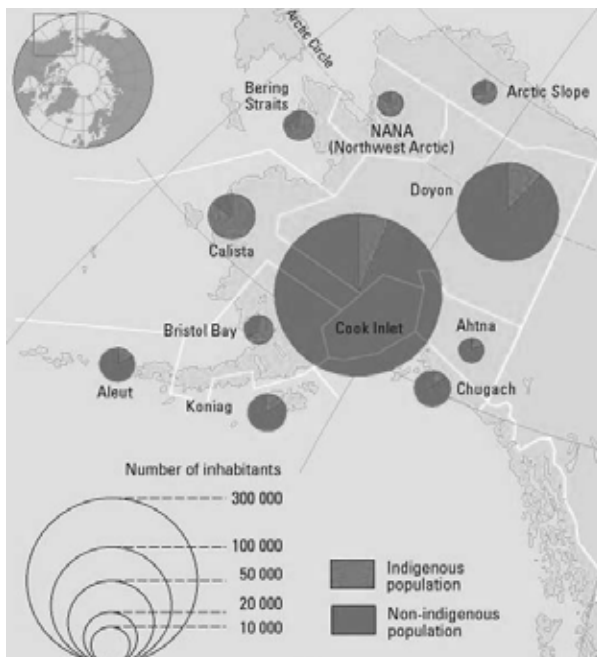 Arctic Circle
Bering
Straits
Arctic Slope
NANA
(Northwest Arctic)
Doyon
Calista
Cook Inlet
Bristol Bay
Ahtna
Aleut
Chugach
Koniag
Number of inhabitants
300 000
100 000
50 000
20 000
10 000
Indigenous
population
Non-indigenous
population